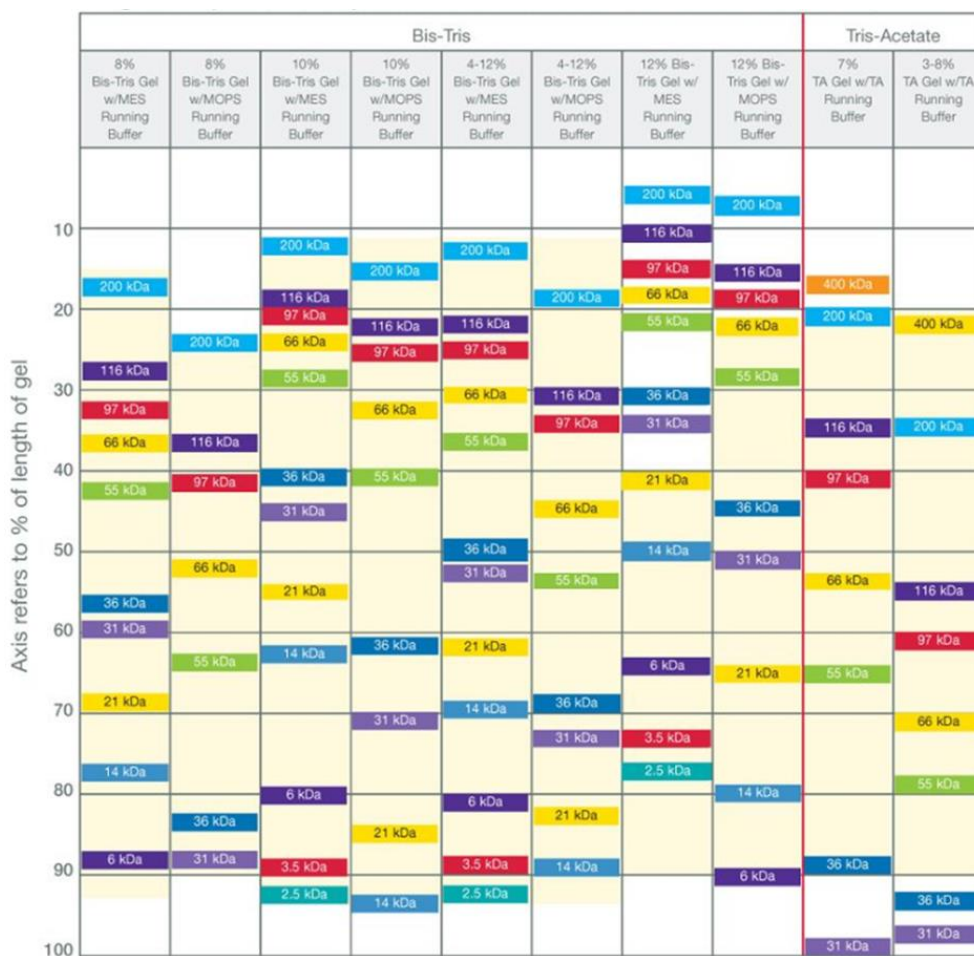 Bis-Tris
Tris-Acetate
8%
Bis-Tris Gel
w/MES
Running
Buffer
8%
Bis-Tris Gel
w/MOPS
Running
Buffer
10%
Bis-Tris Gel
w/MES
Running
Buffer
10%
Bis-Tris Gel
w/MOPS
Running
Buffer
4-12%
Bis-Tris Gel
w/MES
Running
Buffer
4-12%
Bis-Tris Gel
w/MOPS
Running
Buffer
12% Bis-
Tris Gel w/
MES
Running
Buffer
12% Bis-
Tris Gel w/
MOPS
Running
Buffer
7%
TA Gel w/TA
Running
Buffer
3-8%
TA Gel w/TA
Running
Buffer
Axis refers to % of length of gel
10
20
30
40
50
60
70
80
90
100
200 kDa
116 kDa
97 kDa
66 kDa
55 kDa
36 kDa
31 kDa
21 kDa
14 kDa
6 kDa
200 kDa
116 kDa
97 kDa
66 kDa
55 kDa
36 kDa
31 kDa
200 kDa
116 kDa
97 kDa
66 kDa
55 kDa
36 kDa
31 kDa
21 kDa
14 kDa
6 kDa
3.5 kDa
2.5 kDa
200 kDa
116 kDa
97 kDa
66 kDa
55 kDa
36 kDa
31 kDa
21 kDa
14 kDa
200 kDa
116 kDa
97 kDa
66 kDa
55 kDa
36 kDa
31 kDa
21 kDa
14 kDa
6 kDa
3.5 kDa
2.5 kDa
200 kDa
116 kDa
97 kDa
66 kDa
55 kDa
36 kDa
31 kDa
21 kDa
14 kDa
200 kDa
116 kDa
97 kDa
66 kDa
55 kDa
36 kDa
31 kDa
21 kDa
14 kDa
6 kDa
3.5 kDa
2.5 kDa
200 kDa
116 kDa
97 kDa
66 kDa
55 kDa
36 kDa
31 kDa
21 kDa
14 kDa
6 kDa
400 kDa
200 kDa
116 kDa
97 kDa
66 kDa
55 kDa
36 kDa
31 kDa
400 kDa
200 kDa
116 kDa
97 kDa
66 kDa
55 kDa
36 kDa
31 kDa